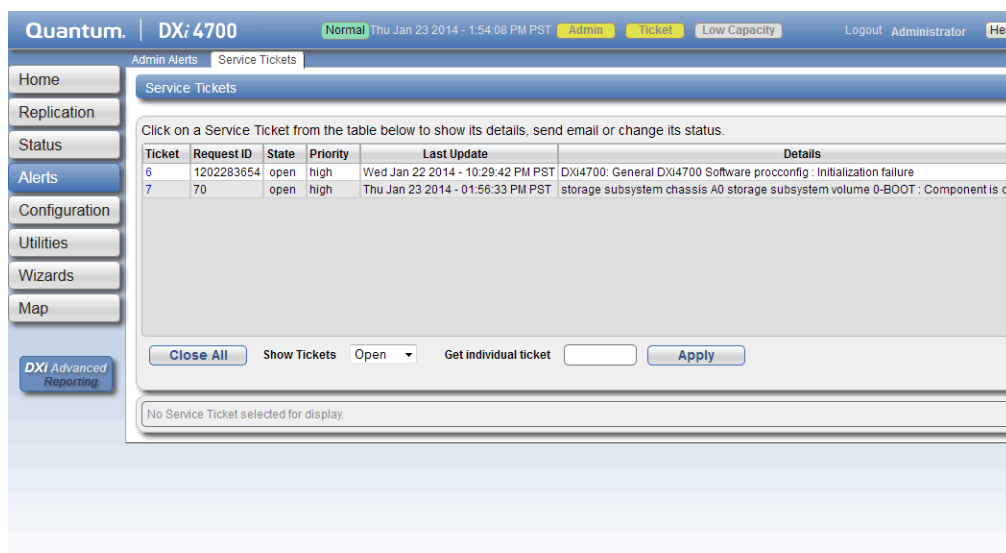 Quantum. DXi4700 Normal Thu Jan 23 2014 - 1:54:08 PM PST Admin Ticket Low Capacity Logout Administrator
Admin Alerts Service Tickets
Home
Replication
Status
Alerts
Configuration
Utilities
Wizards
Map
DXi Advanced
Reporting
Service Tickets
Click on a Service Ticket from the table below to show its details, send email or change its status.
Ticket Request ID State Priority Last Update Details
6 1202283654 open high Wed Jan 22 2014 - 10:29:42 PM PST DXi4700: General DXi4700 Software procconfig : Initialization failure
7 70 open high Thu Jan 23 2014 - 01:56:33 PM PST storage subsystem chassis A0 storage subsystem volume 0-BOOT : Component is
Close All Show Tickets Open Get individual ticket Apply
No Service Ticket selected for display.